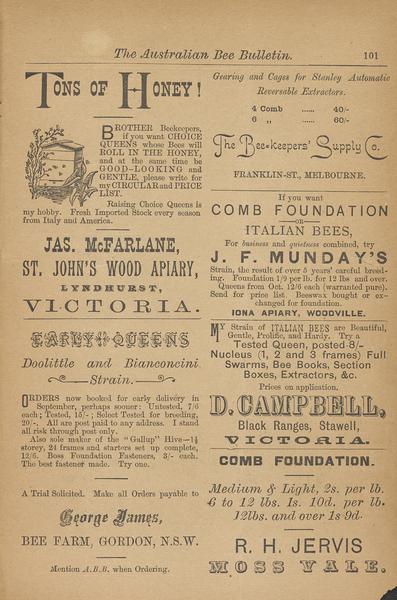 The Australian Bee Bulletin. 101
TONS OF HONEY!
BROTHER Beekeepers,
if you want CHOICE
QUEENS whose Bees will
ROLL IN THE HONEY,
and at the same time be
GOOD-LOOKING and
GENTLE, please write for
my CIRCULAR and PRICE
LIST.
Raising Choice Queens is
my hobby. Fresh Imported Stock every season
from Italy and America.
JAS. McFARLANE,
ST. JOHN'S WOOD APIARY,
LYNDHURST,
VICTORIA.
EARLY QUEENS
Doolittle and Bianconcini
Strain.
ORDERS now booked for early delivery in
September, perhaps sooner: Untested, 7/6
each; Tested, 15/-; Select Tested for breeding,
20/-. All are post paid to any address. I stand
all risk through post only.
Also sole maker of the "Gallup" Hive—1½
storey, 24 frames and starters set up complete,
12/6. Boss Foundation Fasteners, 3/- each.
The best fastener made. Try one.
A Trial Solicited. Make all Orders payable to
George James,
BEE FARM, GORDON, N.S.W.
Mention A.B.B. when Ordering.
Gearing and Cages for Stanley Automatic
Reversable Extractors.
4 Comb ...... 40/-
6 ,, ...... 60/-
The Bee-keepers' Supply Co.
FRANKLIN-ST., MELBOURNE.
If you want
COMB FOUNDATION
—OR—
ITALIAN BEES,
For business and quietness combined, try
J. F. MUNDAY'S
Strain, the result of over 5 years' careful breed-
ing. Foundation 1/9 per lb. for 12 lbs and over.
Queens from Oct. 12/6 each (warranted pure).
Send for price list. Beeswax bought or ex-
changed for foundation.
IONA APIARY, WOODVILLE.
MY Strain of ITALIAN BEES are Beautiful,
Gentle, Prolific, and Hardy. Try a
Tested Queen, posted 8/-
Nucleus (1, 2 and 3 frames) Full
Swarms, Bee Books, Section
Boxes, Extractors, &c.
Prices on application.
D. CAMPBELL,
Black Ranges, Stawell,
VICTORIA.
COMB FOUNDATION.
Medium & Light, 2s. per lb.
6 to 12 lbs. 1s. 10d. per lb.
12lbs. and over 1s 9d.
R. H. JERVIS
MOSS VALE.